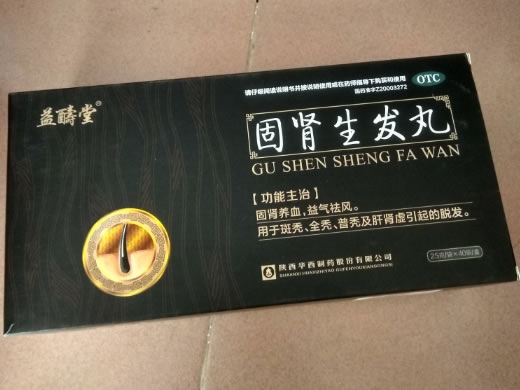 请仔细阅读说明书并按说明使用或在药师指导下购买和使用
OTC
国药准字Z20003272
益髜堂®
固肾生发丸
GU SHEN SHENG FA WAN
【功能主治】
固肾养血，益气祛风。
用于斑秃、全秃、普秃及肝肾虚引起的脱发。
陕西华西制药股份有限公司
SHANXI HUAXIZHIYAO GUFENYOUXIANGONGSI